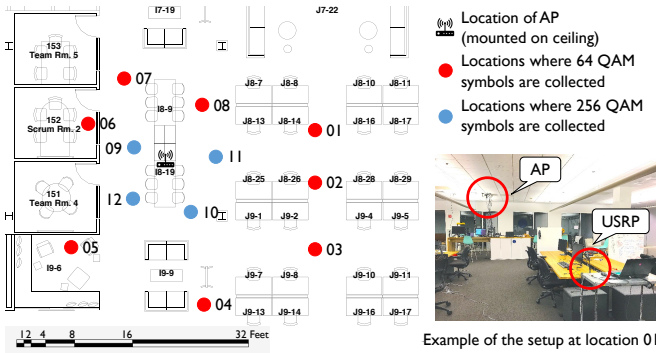 I7-19
J7-22
153
Team Rm. 5
07
J8-7 J8-8
J8-10 J8-11
I8-9
08
152
Scrum Rm. 2
06
J8-13 J8-14
J8-16 J8-17
01
09
11
I8-19
151
Team Rm. 4
12
10
J8-25 J8-26
J8-28 J8-29
02
J9-1 J9-2
J9-4 J9-5
05
I9-6
I9-9
03
J9-7 J9-8
J9-10 J9-11
04
J9-13 J9-14
J9-16 J9-17
1 2 4 8 16 32 Feet
Location of AP
(mounted on ceiling)
Locations where 64 QAM
symbols are collected
Locations where 256 QAM
symbols are collected
AP
USRP
Example of the setup at location 01